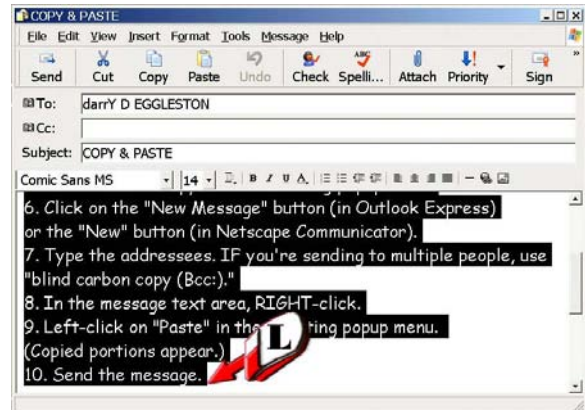 COPY & PASTE
File Edit View Insert Format Tools Message Help
Send Cut Copy Paste Undo Check Spelli... Attach Priority Sign
To: darrY D EGGLESTON
Cc:
Subject: COPY & PASTE
Comic Sans MS 14 B I U A
6. Click on the "New Message" button (in Outlook Express)
or the "New" button (in Netscape Communicator).
7. Type the addressees. IF you're sending to multiple people, use
"blind carbon copy (Bcc:)."
8. In the message text area, RIGHT-click.
9. Left-click on "Paste" in the ting popup menu.
(Copied portions appear.)
10. Send the message.
L